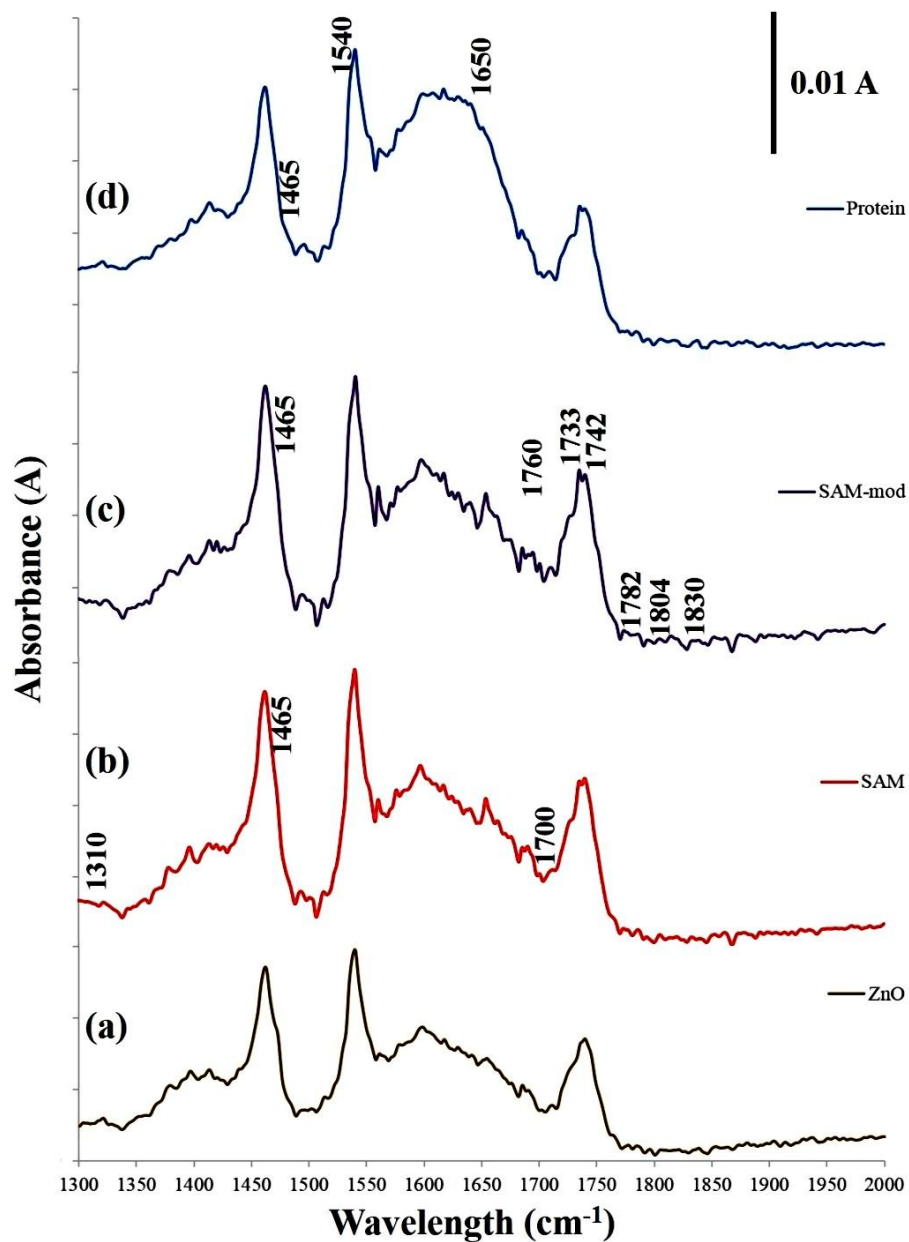 1540
1650
0.01 A
1465
(d)
Protein
1465
1733
1742
1760
SAM-mod
(c)
1782
1804
1830
Absorbance (A)
1465
(b)
SAM
1700
1310
ZnO
(a)
1300 1350 1400 1450 1500 1550 1600 1650 1700 1750 1800 1850 1900 1950 2000
Wavelength (cm⁻¹)